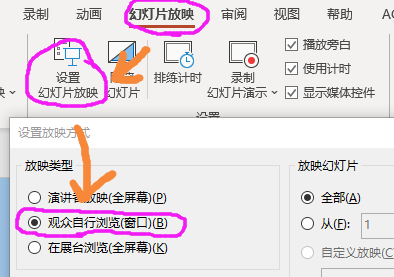 录制 动画 幻灯片放映 审阅 视图 帮助 AC
设置
幻灯片放映
幻灯片
排练计时
录制
幻灯片演示
播放旁白
使用计时
显示媒体控件
设置
设置放映方式
放映类型
演讲者放映(全屏幕)(P)
观众自行浏览(窗口)(B)
在展台浏览(全屏幕)(K)
放映幻灯片
全部(A)
从(F): 1
自定义放映(C):